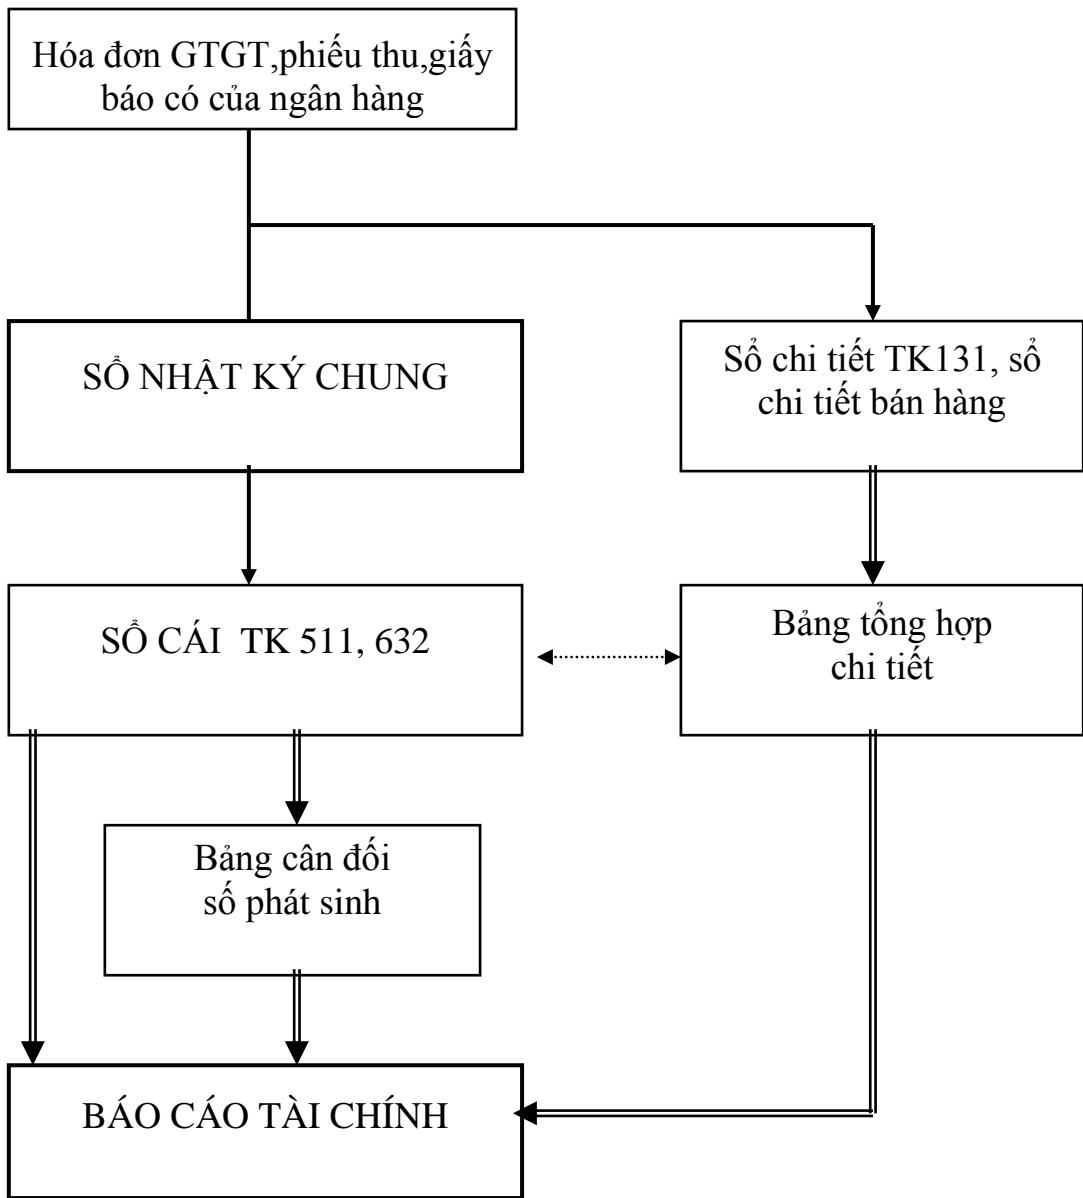 Hóa đơn GTGT,phiếu thu,giấy
báo có của ngân hàng
SỔ NHẬT KÝ CHUNG
Sổ chi tiết TK131, sổ
chi tiết bán hàng
SỔ CÁI TK 511, 632
Bảng tổng hợp
chi tiết
Bảng cân đối
số phát sinh
BÁO CÁO TÀI CHÍNH